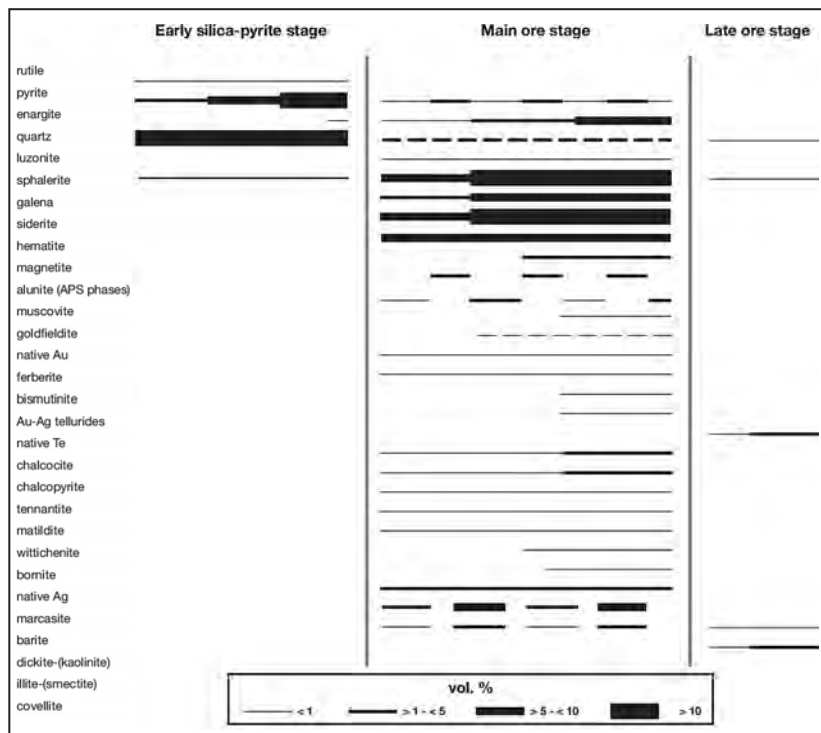 Early silica-pyrite stage Main ore stage Late ore stage
rutile
pyrite
enargite
quartz
luzonite
sphalerite
galena
siderite
hematite
magnetite
alunite (APS phases)
muscovite
goldfieldite
native Au
ferberite
bismutinite
Au-Ag tellurides
native Te
chalcocite
chalcopyrite
tennantite
matildite
wittichenite
bornite
native Ag
marcasite
barite
dickite-(kaolinite)
illite-(smectite)
covellite
vol. %
< 1 > 1 - < 5 > 5 - < 10 > 10